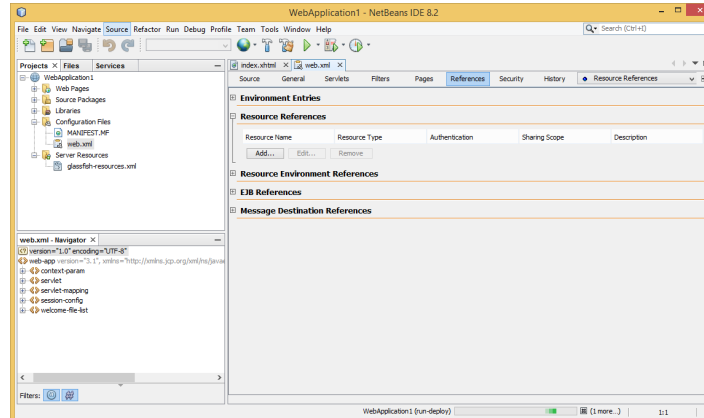 WebApplication1 - NetBeans IDE 8.2
File Edit View Navigate Source Refactor Run Debug Profile Team Tools Window Help
Search (Ctrl+I)
Projects Files Services
index.xhtml web.xml
WebApplication1
Web Pages
Source Packages
Libraries
Configuration Files
MANIFEST.MF
web.xml
Server Resources
glassfish-resources.xml
Source General Servlets Filters Pages References Security History Resource References
Environment Entries
Resource References
Resource Name Resource Type Authentication Sharing Scope Description
Add... Edit... Remove
Resource Environment References
EJB References
Message Destination References
web.xml - Navigator
version="1.0" encoding="UTF-8"
web-app version="3.1", xmlns="http://xmlns.jcp.org/xml/ns/javae
context-param
servlet
servlet-mapping
session-config
welcome-file-list
Filters:
WebApplication1 (run-deploy) (1 more...) 1:1